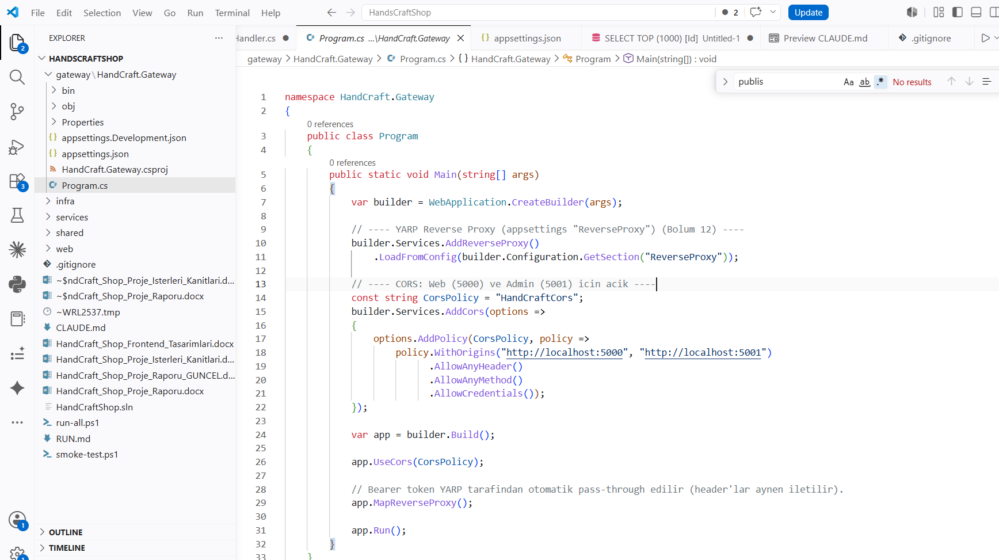 File Edit Selection View Go Run Terminal Help
HandsCraftShop
2
Update
EXPLORER
Handler.cs
Program.cs ...\HandCraft.Gateway
appsettings.json
SELECT TOP (1000) [Id] Untitled-1
Preview CLAUDE.md
.gitignore
gateway > HandCraft.Gateway > Program.cs > {} HandCraft.Gateway > Program > Main(string[]) : void
publis
Aa ab .* No results
2
3
1
1
HANDSCRAFTSHOP
gateway\HandCraft.Gateway
bin
obj
Properties
appsettings.Development.json
appsettings.json
HandCraft.Gateway.csproj
Program.cs
infra
services
shared
web
.gitignore
~$ndCraft_Shop_Proje_Isterleri_Kanitlari.d...
~$ndCraft_Shop_Proje_Raporu.docx
~WRL2537.tmp
CLAUDE.md
HandCraft_Shop_Frontend_Tasarimlari.docx
HandCraft_Shop_Proje_Isterleri_Kanitlari.d...
HandCraft_Shop_Proje_Raporu_GUNCEL.d...
HandCraft_Shop_Proje_Raporu.docx
HandCraftShop.sln
run-all.ps1
RUN.md
smoke-test.ps1
OUTLINE
TIMELINE
1 namespace HandCraft.Gateway
2 {
0 references
3 public class Program
4 {
0 references
5 public static void Main(string[] args)
6 {
7 var builder = WebApplication.CreateBuilder(args);
8
9 // ---- YARP Reverse Proxy (appsettings "ReverseProxy") (Bolum 12) ----
10 builder.Services.AddReverseProxy()
11 .LoadFromConfig(builder.Configuration.GetSection("ReverseProxy"));
12
13 // ---- CORS: Web (5000) ve Admin (5001) icin acik ----
14 const string CorsPolicy = "HandCraftCors";
15 builder.Services.AddCors(options =>
16 {
17 options.AddPolicy(CorsPolicy, policy =>
18 policy.WithOrigins("http://localhost:5000", "http://localhost:5001")
19 .AllowAnyHeader()
20 .AllowAnyMethod()
21 .AllowCredentials());
22 });
23
24 var app = builder.Build();
25
26 app.UseCors(CorsPolicy);
27
28 // Bearer token YARP tarafindan otomatik pass-through edilir (header'lar aynen iletilir).
29 app.MapReverseProxy();
30
31 app.Run();
32 }
33 }